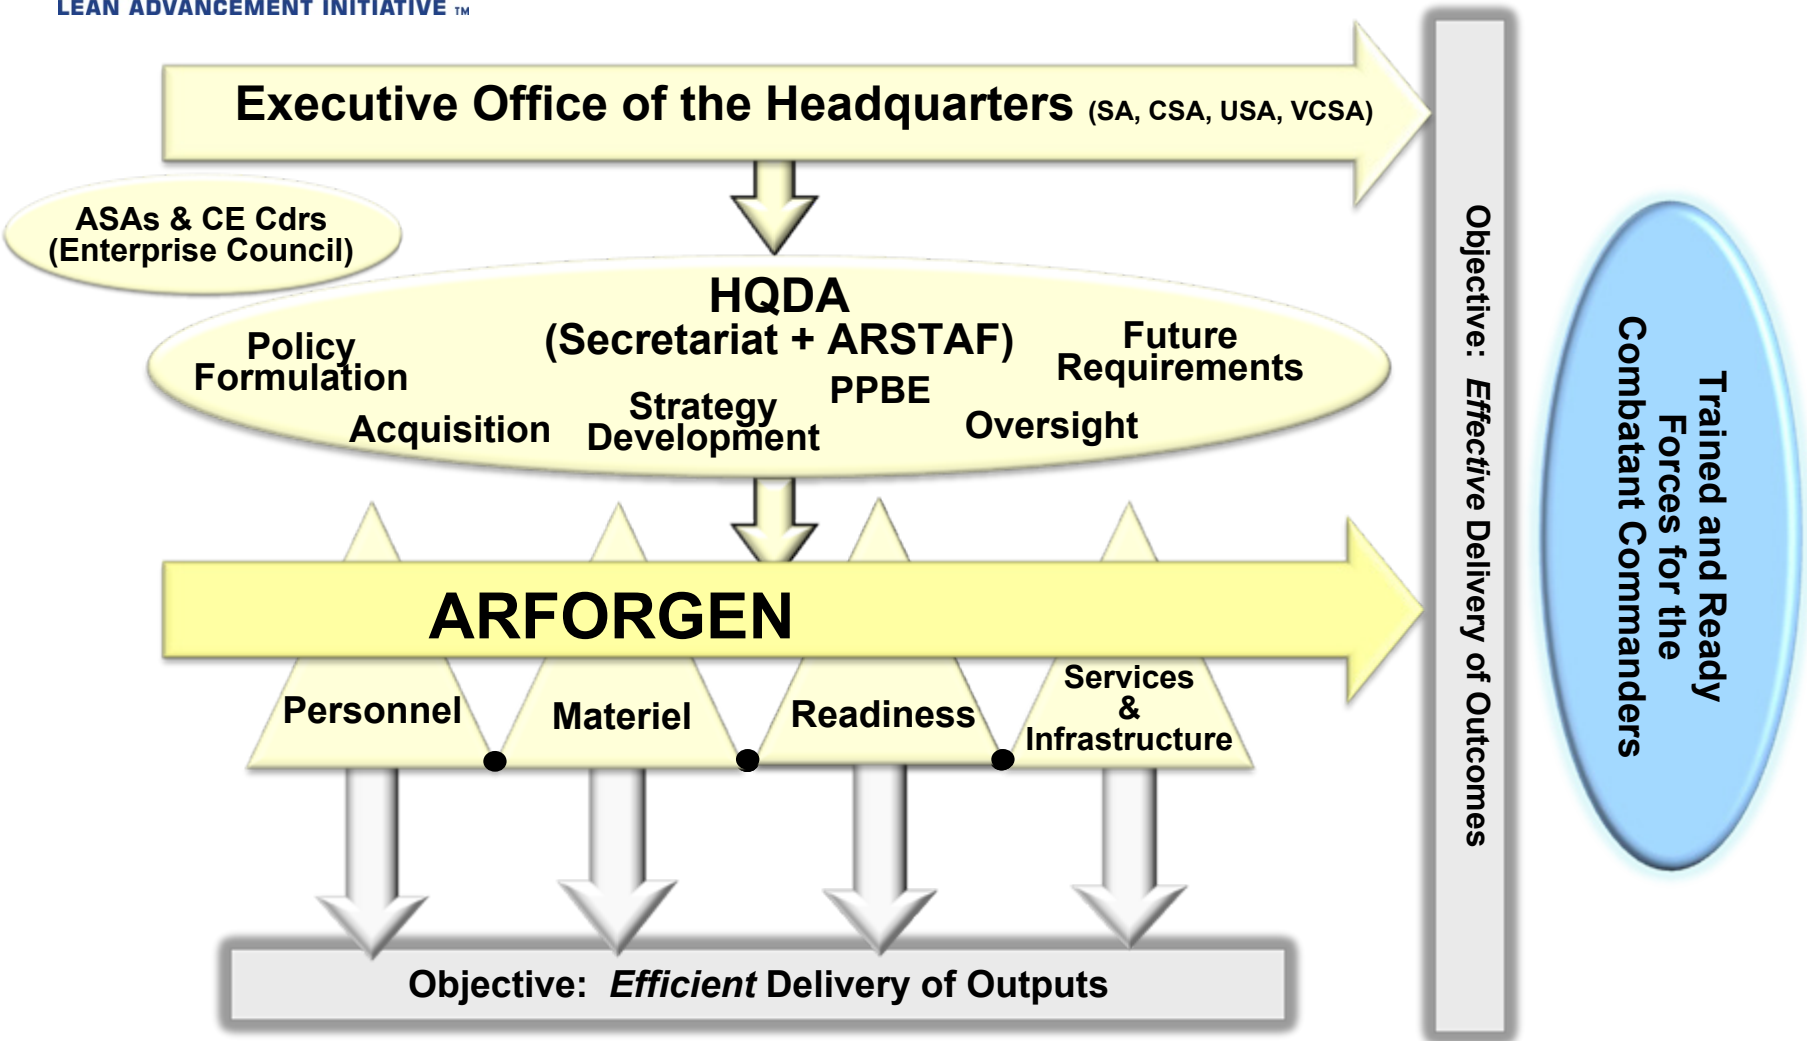 LEAN ADVANCEMENT INITIATIVE ™
Executive Office of the Headquarters (SA, CSA, USA, VCSA)
ASAs & CE Cdrs
(Enterprise Council)
HQDA
(Secretariat + ARSTAF)
Policy
Formulation
Acquisition
Strategy
Development
PPBE
Future
Requirements
Oversight
ARFORGEN
Personnel
Materiel
Readiness
Services
&
Infrastructure
Objective: Efficient Delivery of Outputs
Objective: Effective Delivery of Outcomes
Trained and Ready
Forces for the
Combatant Commanders